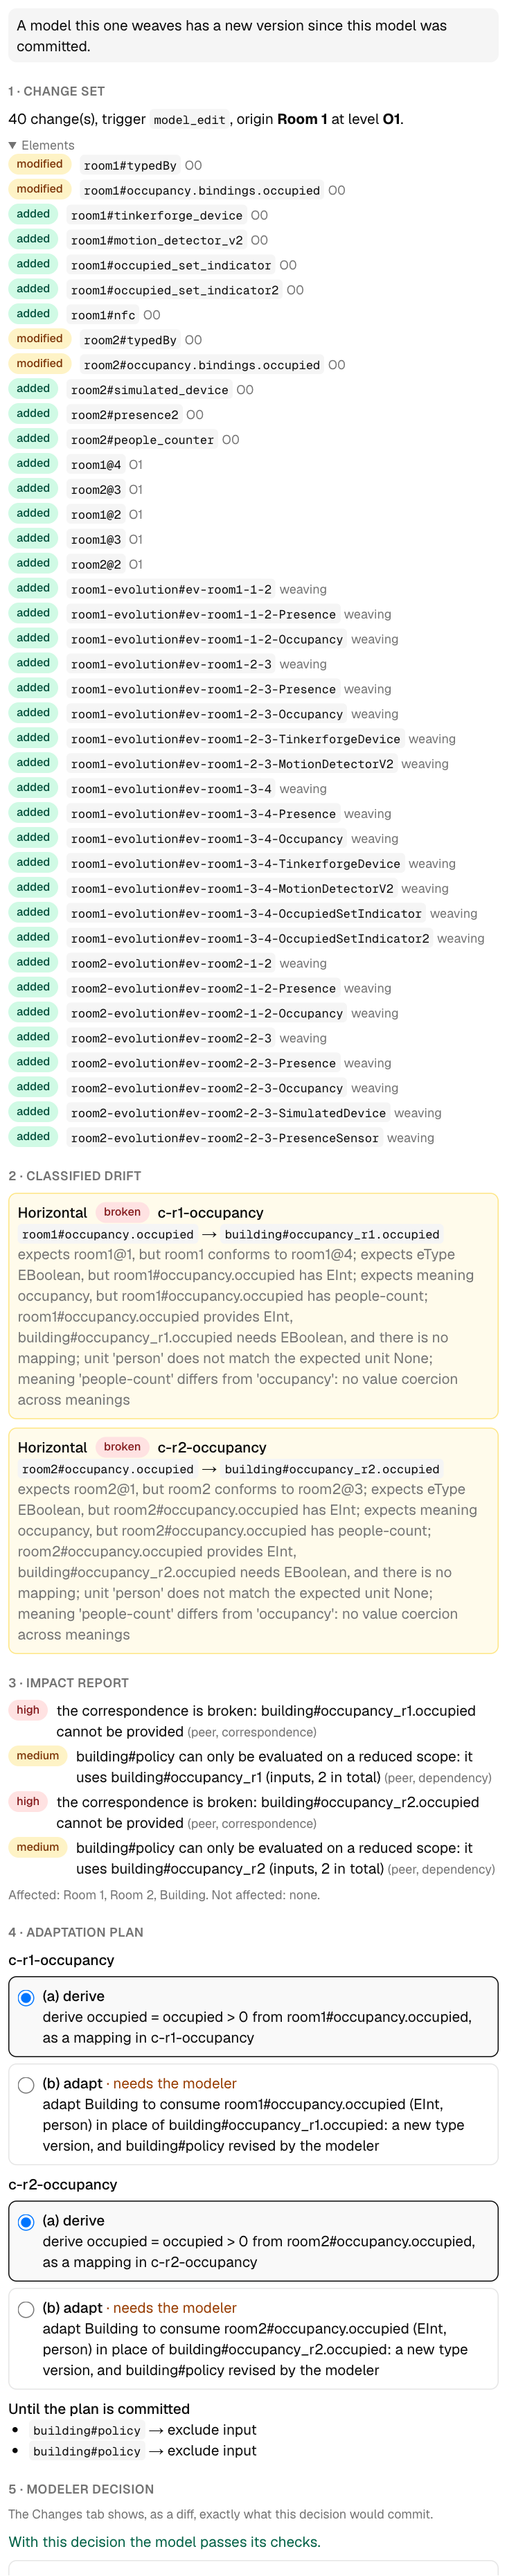 A model this one weaves has a new version since this model was
committed.
1 · CHANGE SET
40 change(s), trigger model_edit, origin Room 1 at level O1.
▼ Elements
modified room1#typedBy O0
modified room1#occupancy.bindings.occupied O0
added room1#tinkerforge_device O0
added room1#motion_detector_v2 O0
added room1#occupied_set_indicator O0
added room1#occupied_set_indicator2 O0
added room1#nfc O0
modified room2#typedBy O0
modified room2#occupancy.bindings.occupied O0
added room2#simulated_device O0
added room2#presence2 O0
added room2#people_counter O0
added room1@4 O1
added room2@3 O1
added room1@2 O1
added room1@3 O1
added room2@2 O1
added room1-evolution#ev-room1-1-2 weaving
added room1-evolution#ev-room1-1-2-Presence weaving
added room1-evolution#ev-room1-1-2-Occupancy weaving
added room1-evolution#ev-room1-2-3 weaving
added room1-evolution#ev-room1-2-3-Presence weaving
added room1-evolution#ev-room1-2-3-Occupancy weaving
added room1-evolution#ev-room1-2-3-TinkerforgeDevice weaving
added room1-evolution#ev-room1-2-3-MotionDetectorV2 weaving
added room1-evolution#ev-room1-3-4 weaving
added room1-evolution#ev-room1-3-4-Presence weaving
added room1-evolution#ev-room1-3-4-Occupancy weaving
added room1-evolution#ev-room1-3-4-TinkerforgeDevice weaving
added room1-evolution#ev-room1-3-4-MotionDetectorV2 weaving
added room1-evolution#ev-room1-3-4-OccupiedSetIndicator weaving
added room1-evolution#ev-room1-3-4-OccupiedSetIndicator2 weaving
added room2-evolution#ev-room2-1-2 weaving
added room2-evolution#ev-room2-1-2-Presence weaving
added room2-evolution#ev-room2-1-2-Occupancy weaving
added room2-evolution#ev-room2-2-3 weaving
added room2-evolution#ev-room2-2-3-Presence weaving
added room2-evolution#ev-room2-2-3-Occupancy weaving
added room2-evolution#ev-room2-2-3-SimulatedDevice weaving
added room2-evolution#ev-room2-2-3-PresenceSensor weaving
2 · CLASSIFIED DRIFT
Horizontal broken c-r1-occupancy
room1#occupancy.occupied → building#occupancy_r1.occupied
expects room1@1, but room1 conforms to room1@4; expects eType
EBoolean, but room1#occupancy.occupied has EInt; expects meaning
occupancy, but room1#occupancy.occupied has people-count;
room1#occupancy.occupied provides EInt,
building#occupancy_r1.occupied needs EBoolean, and there is no
mapping; unit 'person' does not match the expected unit None;
meaning 'people-count' differs from 'occupancy': no value coercion
across meanings
Horizontal broken c-r2-occupancy
room2#occupancy.occupied → building#occupancy_r2.occupied
expects room2@1, but room2 conforms to room2@3; expects eType
EBoolean, but room2#occupancy.occupied has EInt; expects meaning
occupancy, but room2#occupancy.occupied has people-count;
room2#occupancy.occupied provides EInt,
building#occupancy_r2.occupied needs EBoolean, and there is no
mapping; unit 'person' does not match the expected unit None;
meaning 'people-count' differs from 'occupancy': no value coercion
across meanings
3 · IMPACT REPORT
high the correspondence is broken: building#occupancy_r1.occupied
cannot be provided (peer, correspondence)
medium building#policy can only be evaluated on a reduced scope: it
uses building#occupancy_r1 (inputs, 2 in total) (peer, dependency)
high the correspondence is broken: building#occupancy_r2.occupied
cannot be provided (peer, correspondence)
medium building#policy can only be evaluated on a reduced scope: it
uses building#occupancy_r2 (inputs, 2 in total) (peer, dependency)
Affected: Room 1, Room 2, Building. Not affected: none.
4 · ADAPTATION PLAN
c-r1-occupancy
(a) derive
derive occupied = occupied > 0 from room1#occupancy.occupied,
as a mapping in c-r1-occupancy
(b) adapt · needs the modeler
adapt Building to consume room1#occupancy.occupied (EInt,
person) in place of building#occupancy_r1.occupied: a new type
version, and building#policy revised by the modeler
c-r2-occupancy
(a) derive
derive occupied = occupied > 0 from room2#occupancy.occupied,
as a mapping in c-r2-occupancy
(b) adapt · needs the modeler
adapt Building to consume room2#occupancy.occupied (EInt,
person) in place of building#occupancy_r2.occupied: a new type
version, and building#policy revised by the modeler
Until the plan is committed
• building#policy → exclude input
• building#policy → exclude input
5 · MODELER DECISION
The Changes tab shows, as a diff, exactly what this decision would commit.
With this decision the model passes its checks.